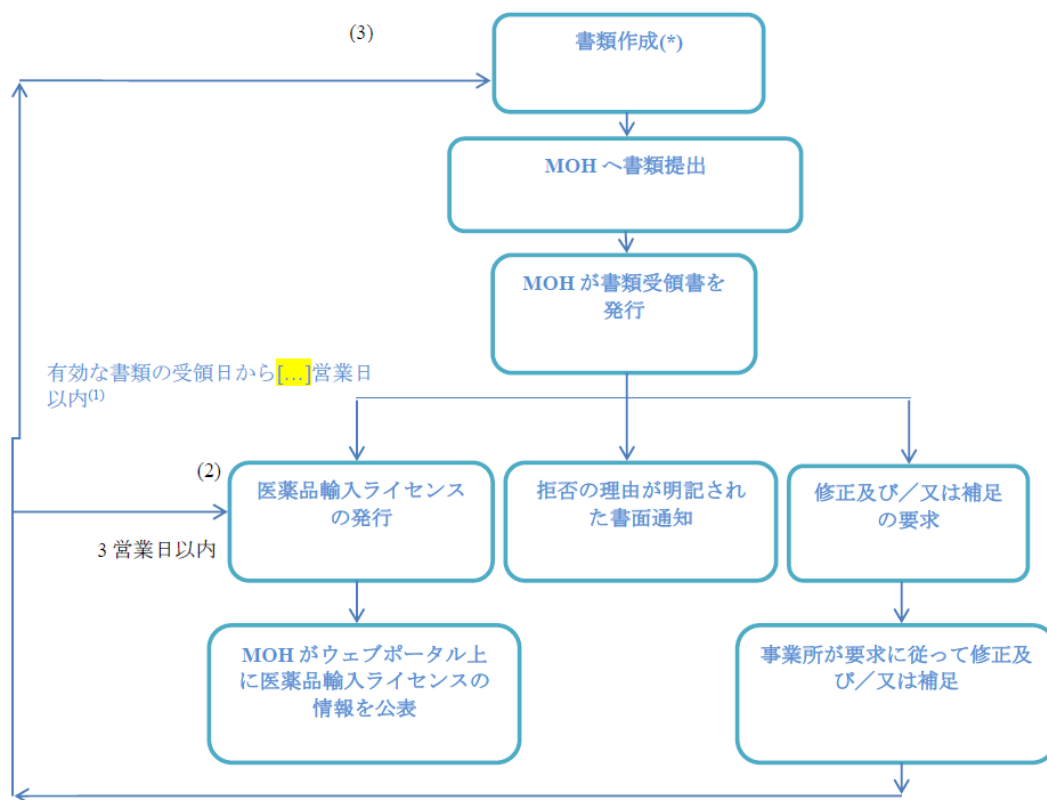 (3)
書類作成(*)
MOH へ書類提出
MOH が書類受領書を
発行
有効な書類の受領日から[…]営業日
以内(1)
(2)
医薬品輸入ライセンス
の発行
拒否の理由が明記され
た書面通知
修正及び／又は補足
の要求
3 営業日以内
MOH がウェブポータル上
に医薬品輸入ライセンスの
情報を公表
事業所が要求に従って修正及
び／又は補足